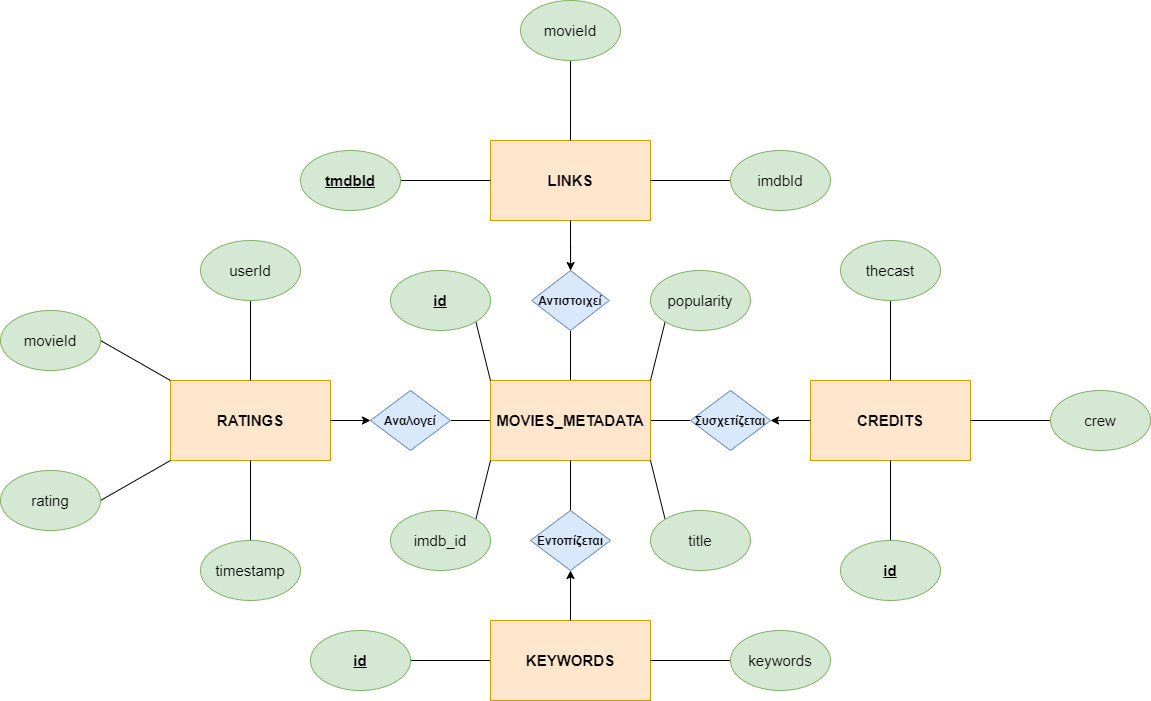 movieId
tmdbId
LINKS
imdbId
userId
thecast
id
Αντιστοιχεί
popularity
movieId
RATINGS
Αναλογεί
MOVIES_METADATA
Συσχετίζεται
CREDITS
crew
rating
imdb_id
Εντοπίζεται
title
timestamp
id
id
KEYWORDS
keywords